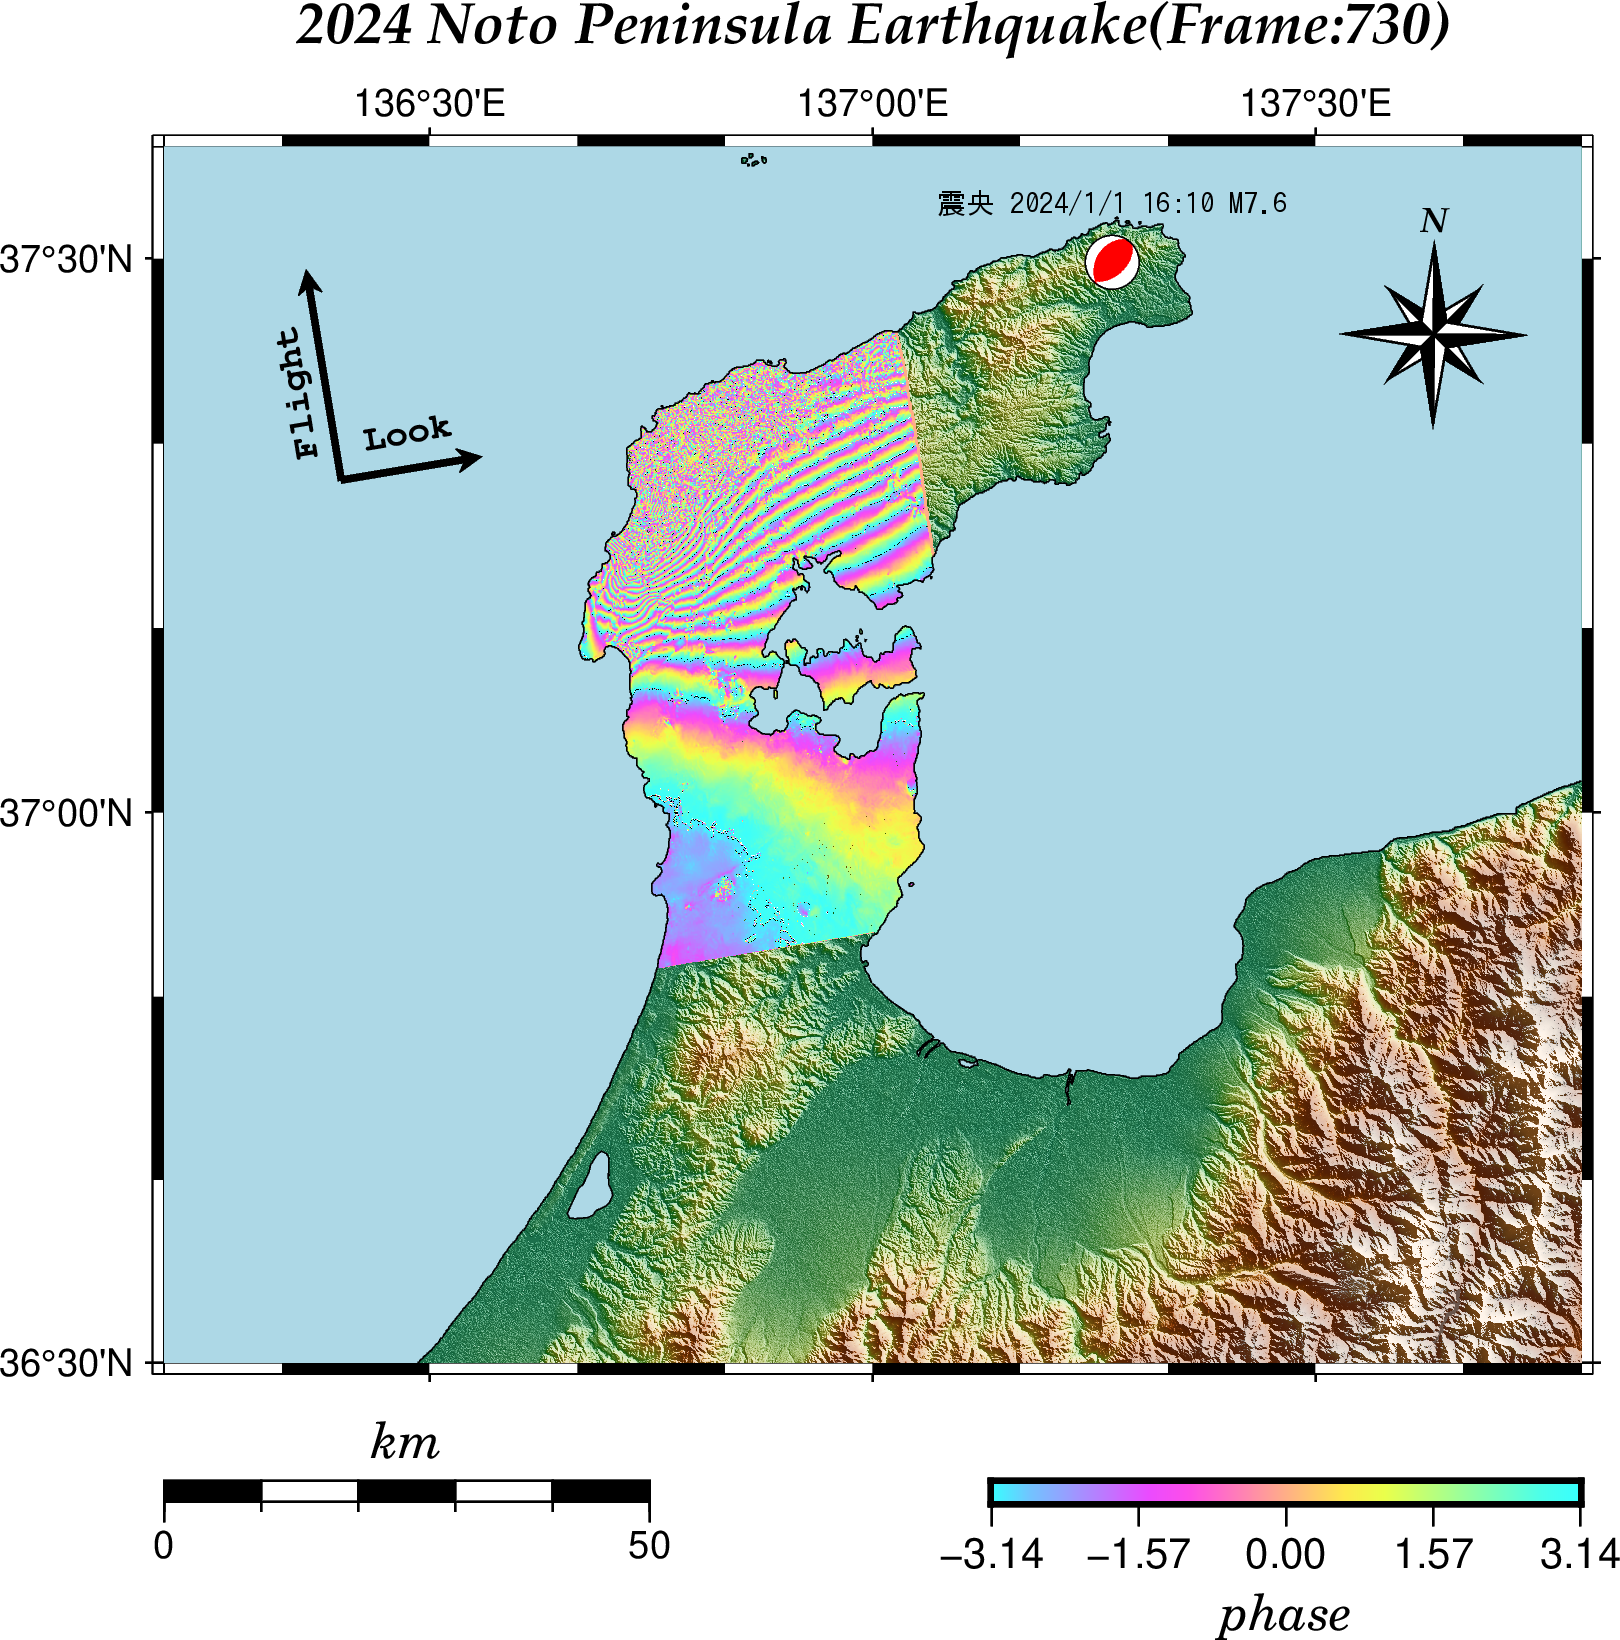 2024 Noto Peninsula Earthquake(Frame:730)
136°30'E 137°00'E 137°30'E
震央 2024/1/1 16:10 M7.6
N
37°30'N
Flight
Look
37°00'N
36°30'N
km
0 50
−3.14 −1.57 0.00 1.57 3.14
phase